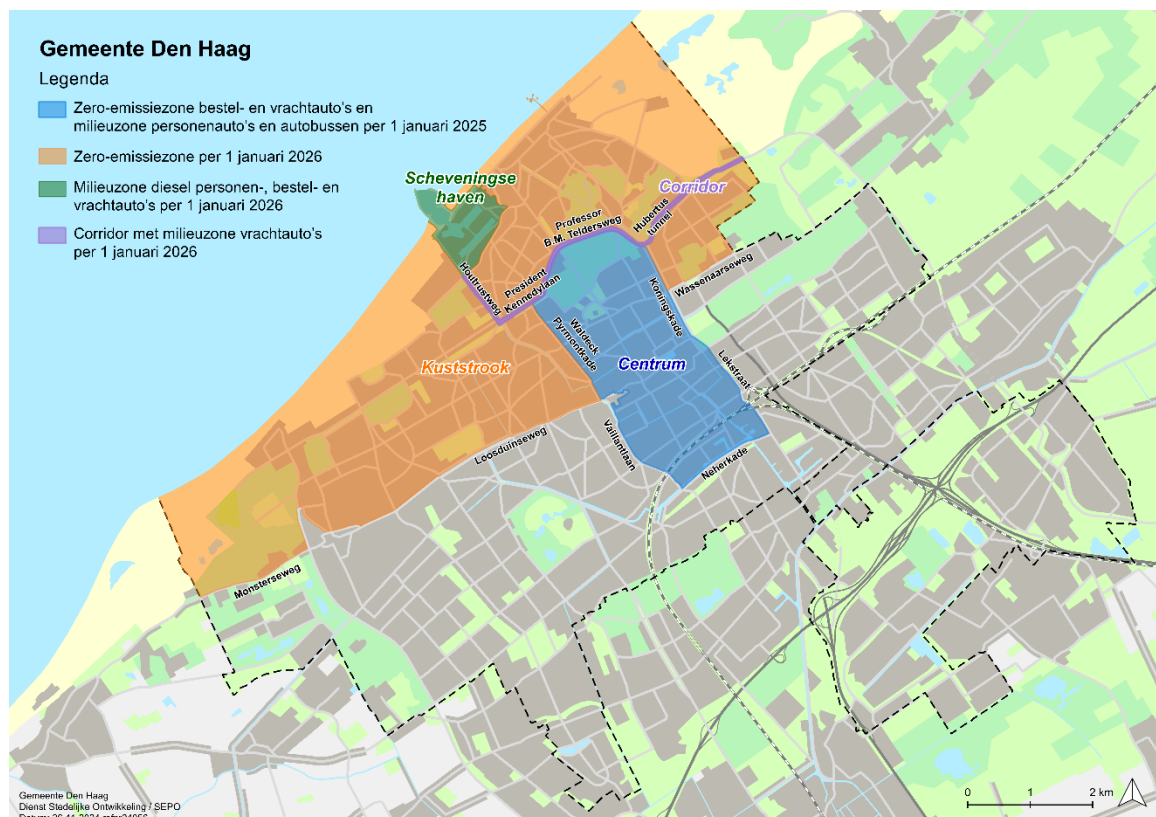 Gemeente Den Haag
Legenda
Zero-emissiezone bestel- en vrachtauto's en
milieuzone personenauto's en autobussen per 1 januari 2025
Zero-emissiezone per 1 januari 2026
Milieuzone diesel personen-, bestel- en
vrachtauto's per 1 januari 2026
Corridor met milieuzone vrachtauto's
per 1 januari 2026
Scheveningse
haven
Corridor
Professor
B.M. Teldersweg
Hubertus
tunnel
Houtrustweg
President
Kennedylaan
Wassenaarseweg
Koningskade
Waldeck
Pyrmontkade
Kuststrook
Centrum
Lekstraat
Loosduinseweg
Vaillantlaan
Neherkade
Monsterseweg
Gemeente Den Haag
Dienst Stedelijke Ontwikkeling / SEPO
0 1 2 km